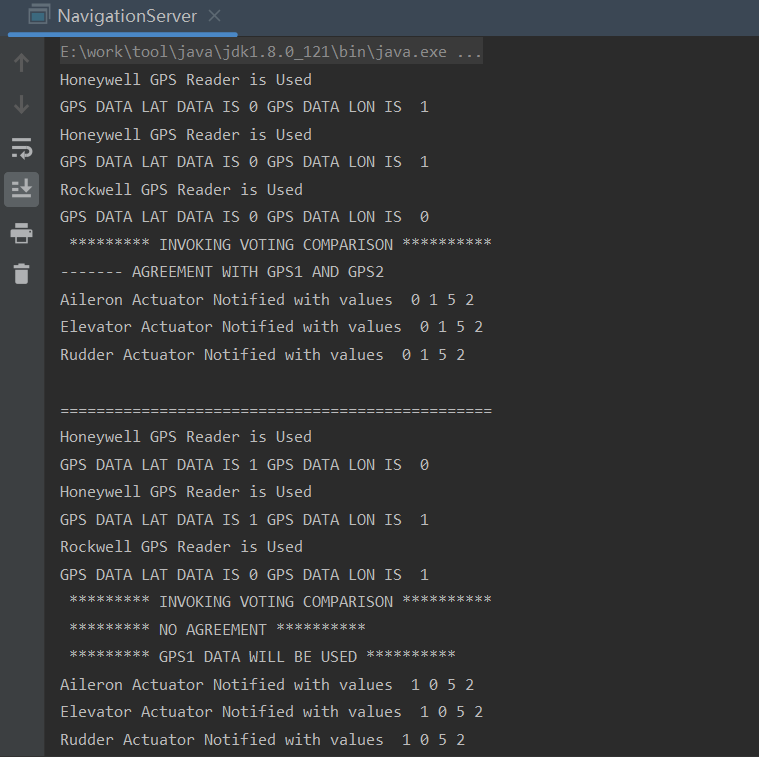 NavigationServer
E:\work\tool\java\jdk1.8.0_121\bin\java.exe ...
Honeywell GPS Reader is Used
GPS DATA LAT DATA IS 0 GPS DATA LON IS  1
Honeywell GPS Reader is Used
GPS DATA LAT DATA IS 0 GPS DATA LON IS  1
Rockwell GPS Reader is Used
GPS DATA LAT DATA IS 0 GPS DATA LON IS  0
 ********* INVOKING VOTING COMPARISON **********
------- AGREEMENT WITH GPS1 AND GPS2
Aileron Actuator Notified with values  0 1 5 2
Elevator Actuator Notified with values  0 1 5 2
Rudder Actuator Notified with values  0 1 5 2
================================================
Honeywell GPS Reader is Used
GPS DATA LAT DATA IS 1 GPS DATA LON IS  0
Honeywell GPS Reader is Used
GPS DATA LAT DATA IS 1 GPS DATA LON IS  1
Rockwell GPS Reader is Used
GPS DATA LAT DATA IS 0 GPS DATA LON IS  1
 ********* INVOKING VOTING COMPARISON **********
 ********* NO AGREEMENT **********
 ********* GPS1 DATA WILL BE USED **********
Aileron Actuator Notified with values  1 0 5 2
Elevator Actuator Notified with values  1 0 5 2
Rudder Actuator Notified with values  1 0 5 2